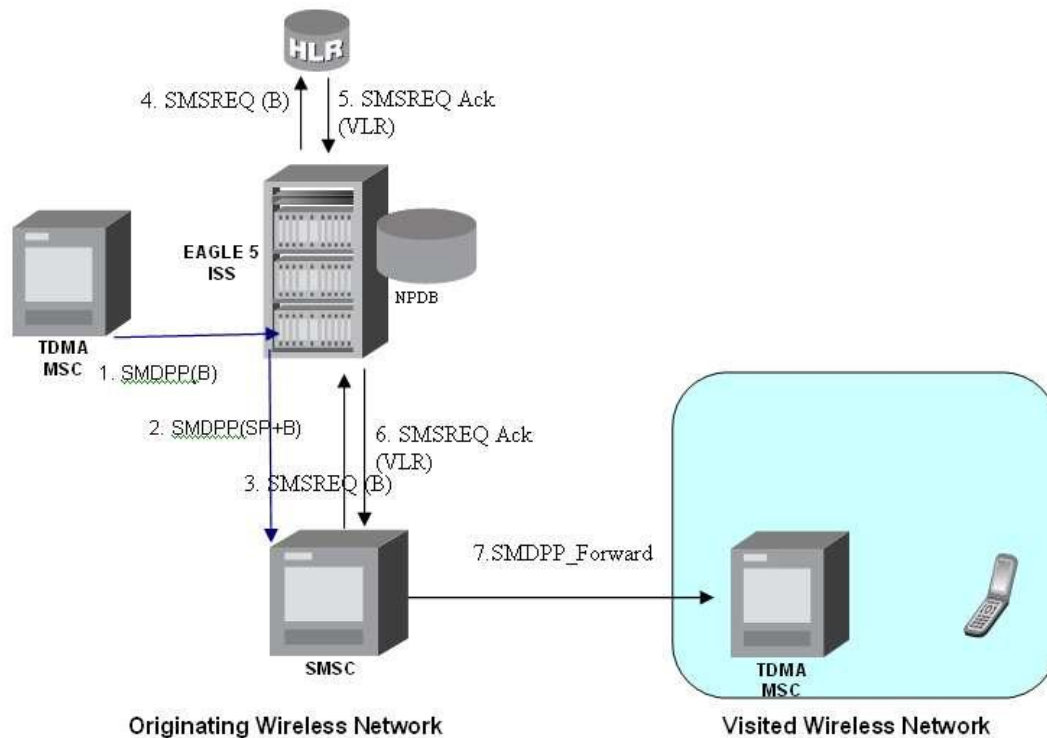 HLR
4. SMSREQ (B)
5. SMSREQ Ack
(VLR)
EAGLE 5
ISS
NPDB
TDMA
MSC
1. SMDPP(B)
2. SMDPP(SP+B)
6. SMSREQ Ack
(VLR)
3. SMSREQ (B)
7.SMDPP_Forward
SMSC
TDMA
MSC
Originating Wireless Network
Visited Wireless Network